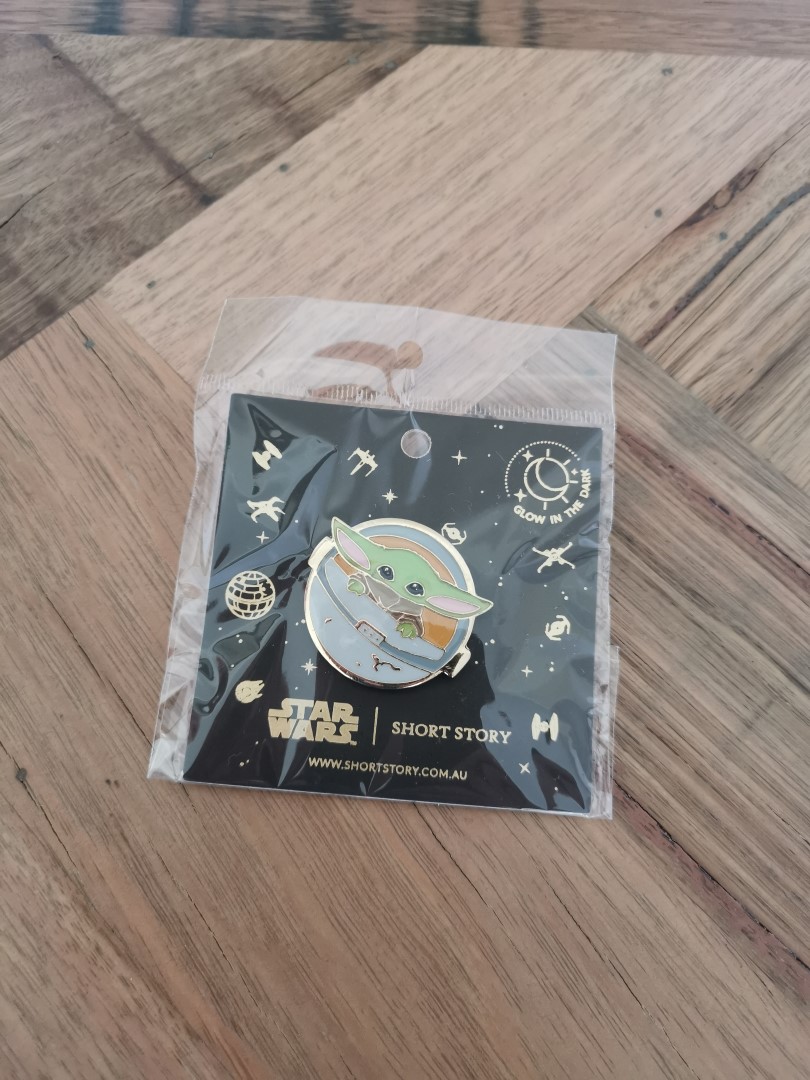 GLOW IN THE DARK
STAR WARS | SHORT STORY
WWW.SHORTSTORY.COM.AU